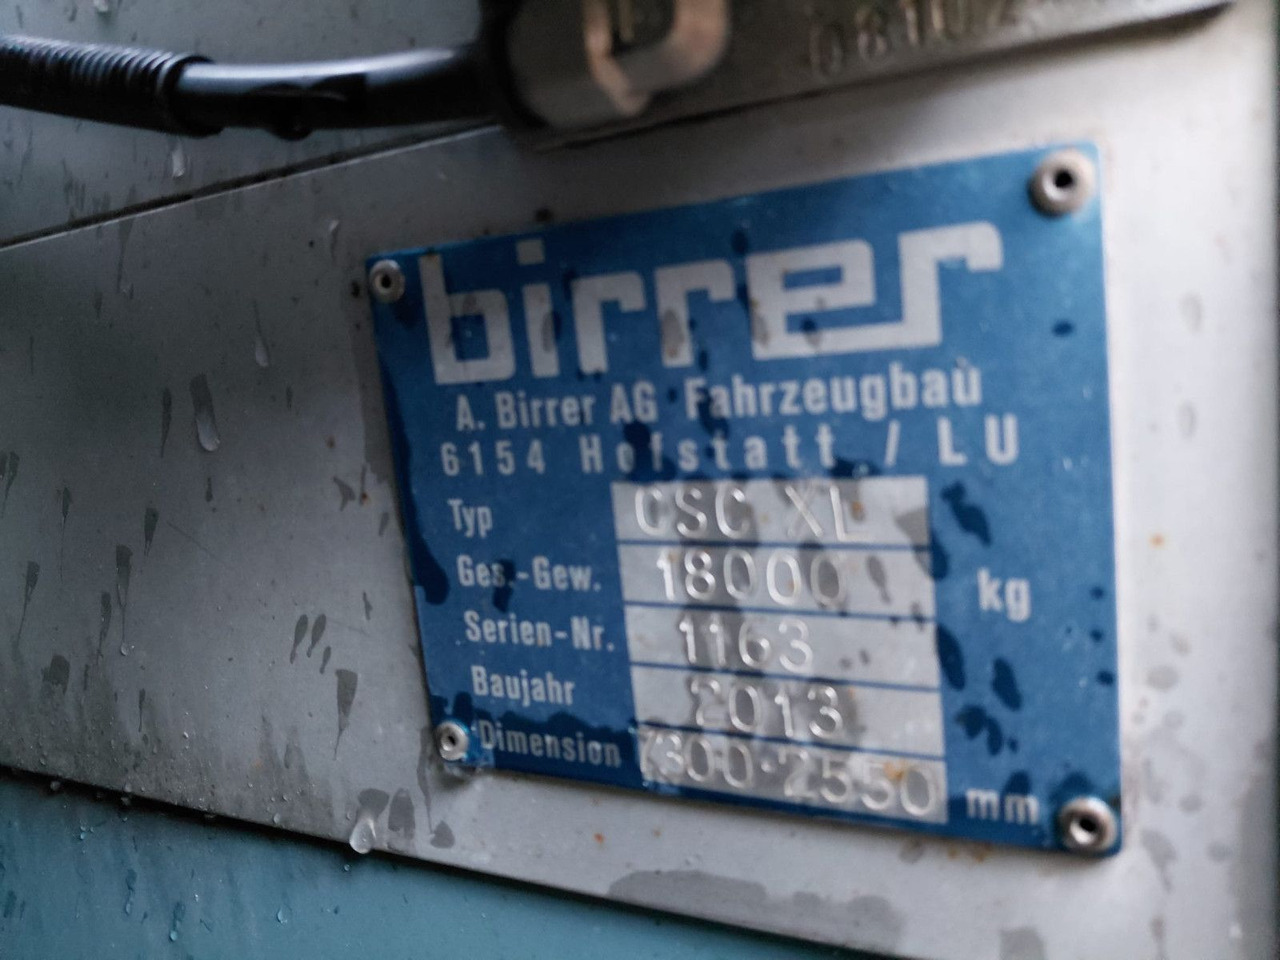 birrer
A. Birrer AG Fahrzeugbau
6154 Hofstatt / LU
Typ CSC XL
Ges.-Gew. 18000 kg
Serien-Nr. 1163
Baujahr 2013
Dimension 7300·2550 mm